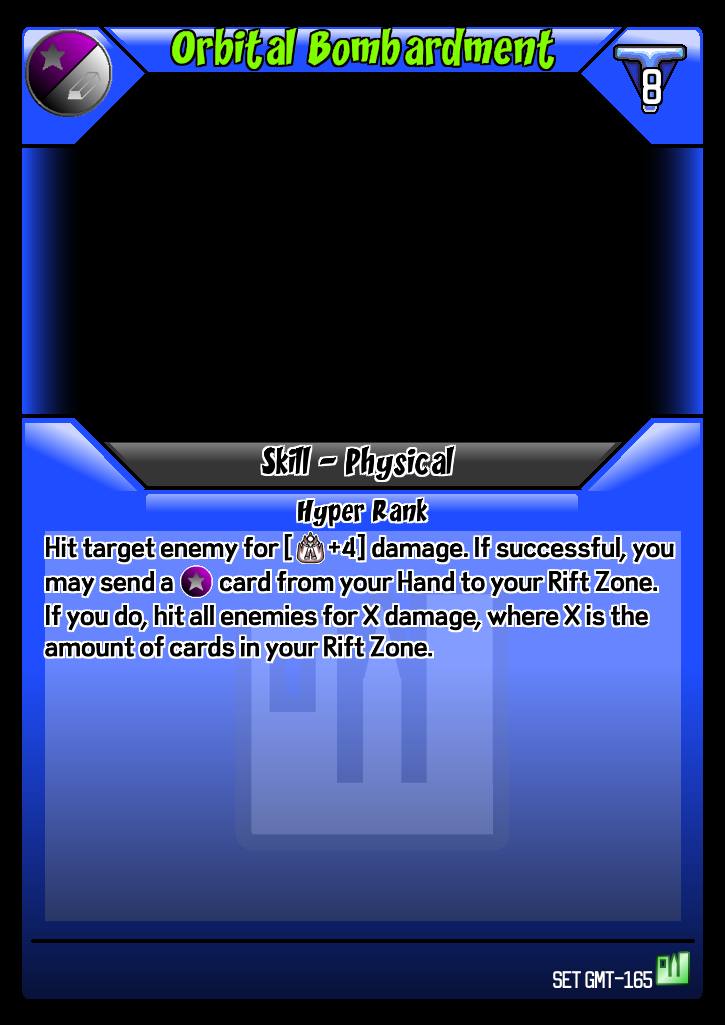 Orbital Bombardment
8
Skill - Physical
Hyper Rank
Hit target enemy for [ +4] damage. If successful, you
may send a card from your Hand to your Rift Zone.
If you do, hit all enemies for X damage, where X is the
amount of cards in your Rift Zone.
SET GMT-165